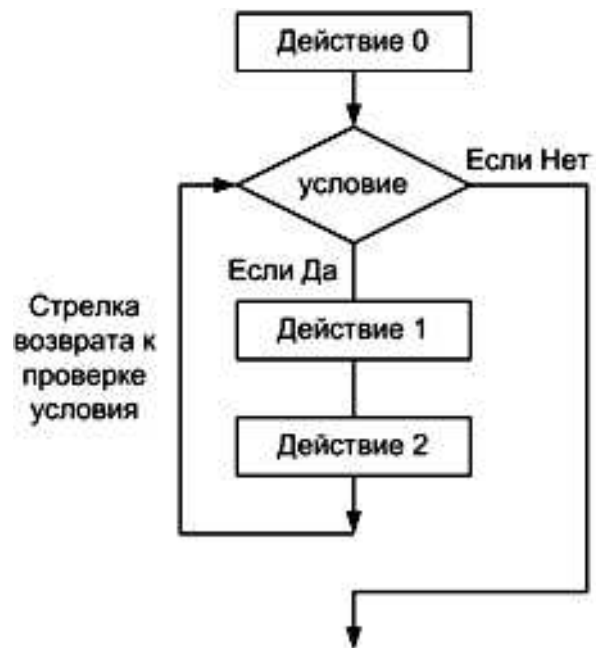 Действие 0
Если Нет
условие
Если Да
Стрелка
возврата к
проверке
условия
Действие 1
Действие 2